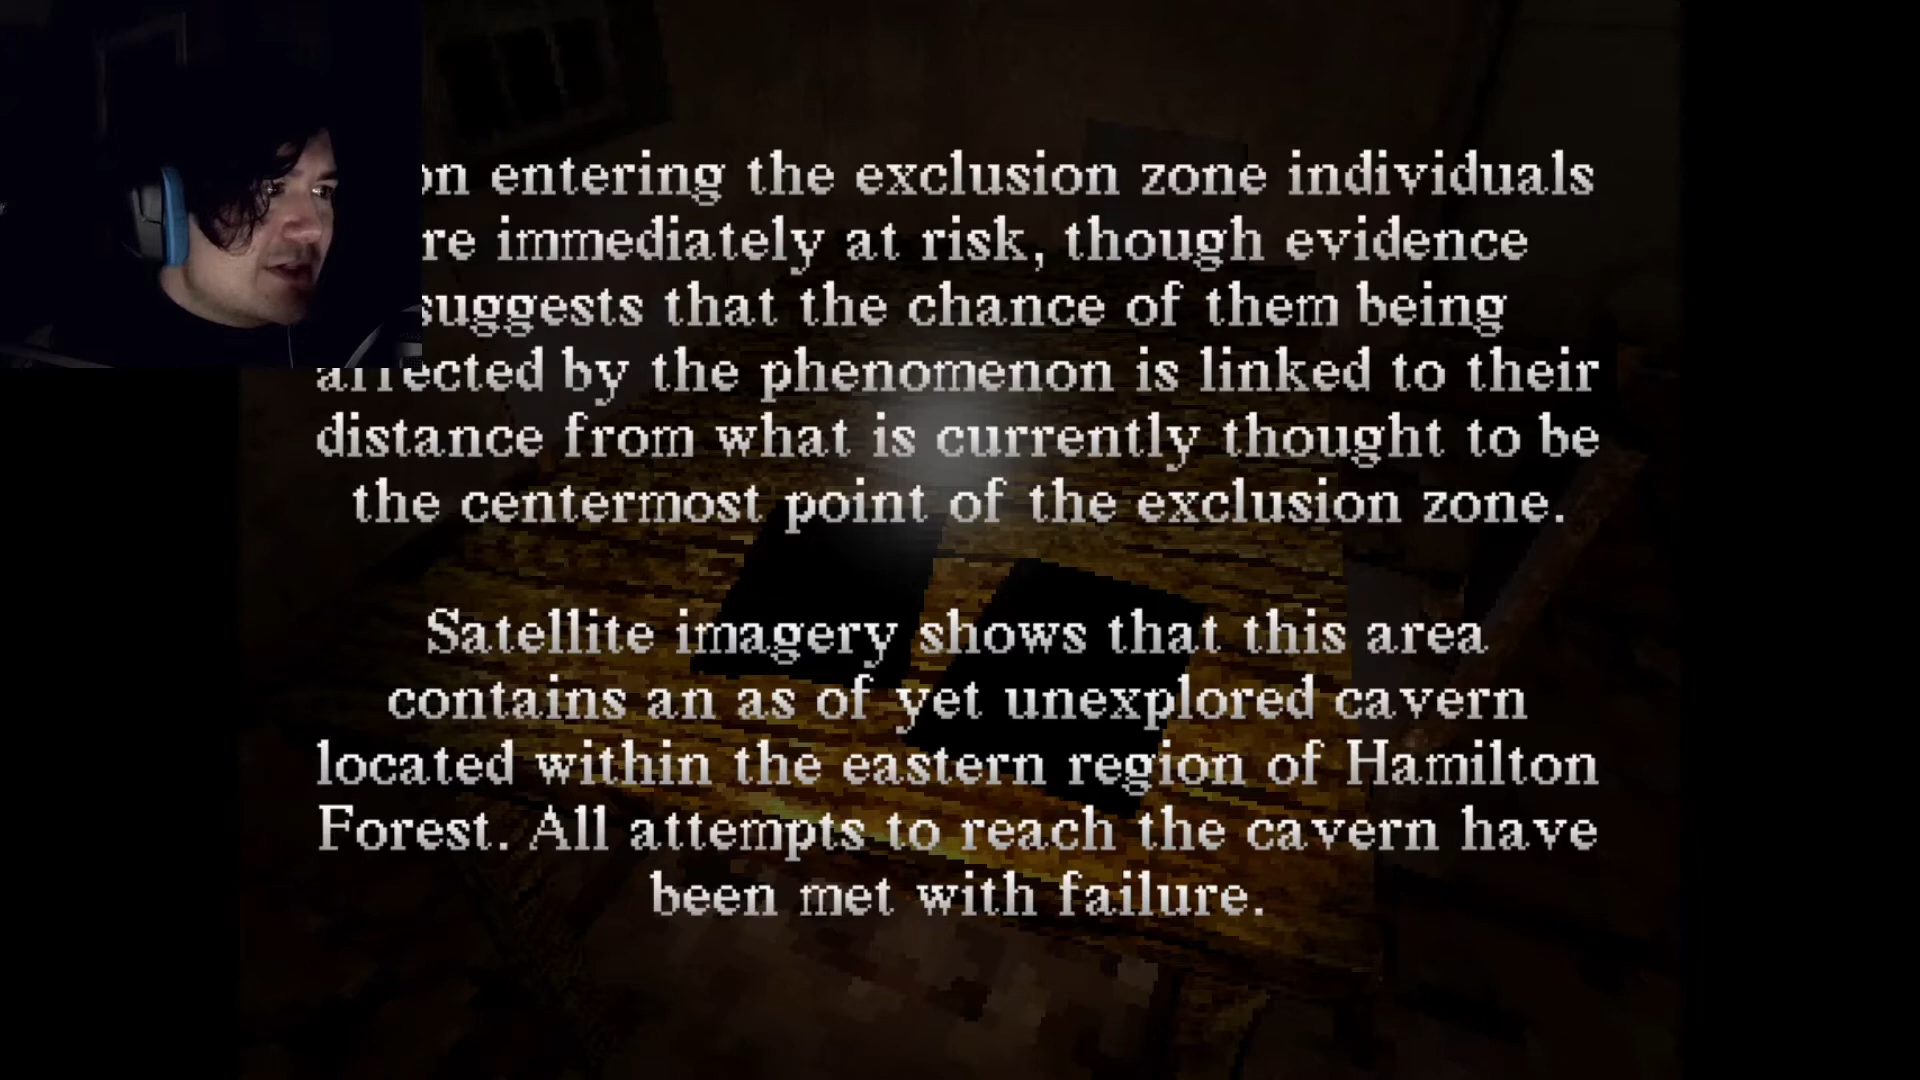 entering the exclusion zone individuals
immediately at risk, though evidence
suggests that the chance of them being
affected by the phenomenon is linked to their
distance from what is currently thought to be
the centermost point of the exclusion zone.
Satellite imagery shows that this area
contains an as of yet unexplored cavern
located within the eastern region of Hamilton
Forest. All attempts to reach the cavern have
been met with failure.